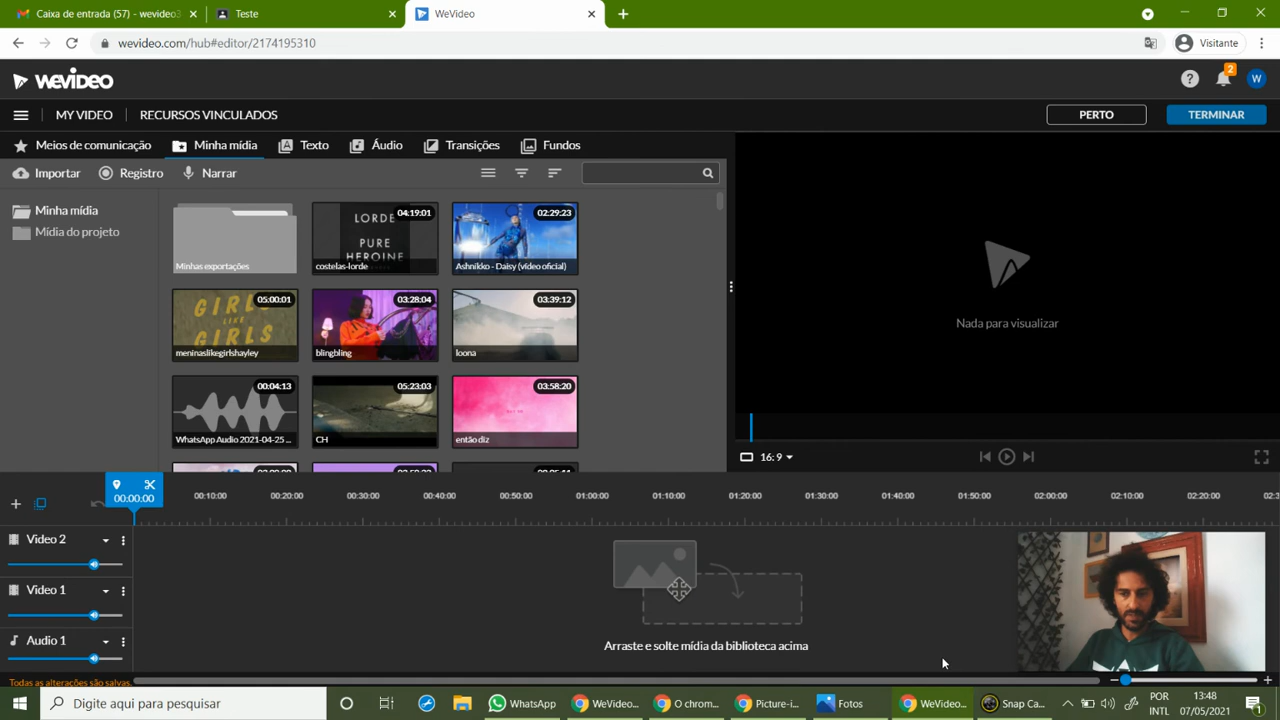 Caixa de entrada (57) - wevideo3
Teste
WeVideo
wevideo.com/hub#editor/2174195310
Visitante
WEVIDEO
2
W
MY VIDEO
RECURSOS VINCULADOS
PERTO
TERMINAR
Meios de comunicação
Minha mídia
Texto
Áudio
Transições
Fundos
Importar
Registro
Narrar
Minha mídia
Mídia do projeto
Minhas exportações
04:19:01
LORDE
PURE
HEROINE
costelas-lorde
02:29:23
Ashnikko - Daisy (vídeo oficial)
05:00:01
GIRLS
LIKE
GIRLS
meninaslikegirlshayley
03:28:04
blingbling
03:39:12
loona
00:04:13
WhatsApp Audio 2021-04-25 ...
05:23:03
CH
03:58:20
então diz
Nada para visualizar
16:9
00:00:00
00:10:00
00:20:00
00:30:00
00:40:00
00:50:00
01:00:00
01:10:00
01:20:00
01:30:00
01:40:00
01:50:00
02:00:00
02:10:00
02:20:00
Video 2
Video 1
Audio 1
Arraste e solte mídia da biblioteca acima
Todas as alterações são salvas.
Digite aqui para pesquisar
WhatsApp
WeVideo...
O chrom...
Picture-i...
Fotos
WeVideo...
Snap Ca...
POR
INTL
13:48
07/05/2021
1